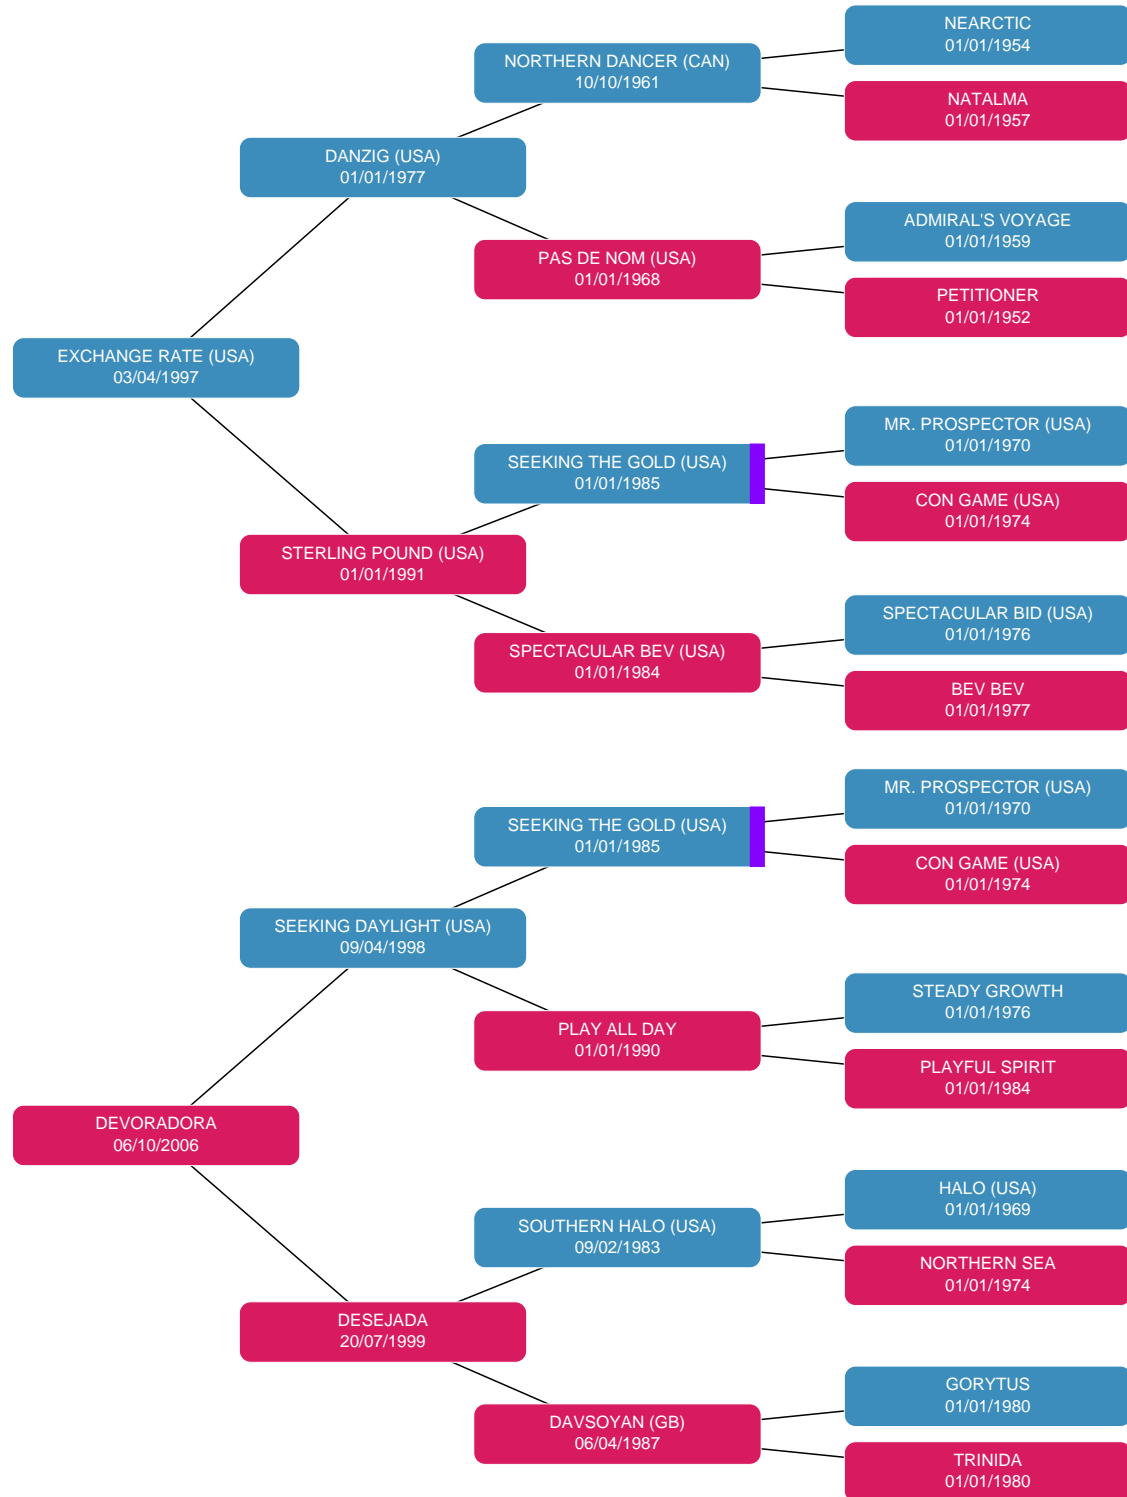 NEARCTIC
01/01/1954
NORTHERN DANCER (CAN)
10/10/1961
NATALMA
01/01/1957
DANZIG (USA)
01/01/1977
ADMIRAL'S VOYAGE
01/01/1959
PAS DE NOM (USA)
01/01/1968
PETITIONER
01/01/1952
EXCHANGE RATE (USA)
03/04/1997
MR. PROSPECTOR (USA)
01/01/1970
SEEKING THE GOLD (USA)
01/01/1985
CON GAME (USA)
01/01/1974
STERLING POUND (USA)
01/01/1991
SPECTACULAR BID (USA)
01/01/1976
SPECTACULAR BEV (USA)
01/01/1984
BEV BEV
01/01/1977
MR. PROSPECTOR (USA)
01/01/1970
SEEKING THE GOLD (USA)
01/01/1985
CON GAME (USA)
01/01/1974
SEEKING DAYLIGHT (USA)
09/04/1998
STEADY GROWTH
01/01/1976
PLAY ALL DAY
01/01/1990
PLAYFUL SPIRIT
01/01/1984
DEVORADORA
06/10/2006
HALO (USA)
01/01/1969
SOUTHERN HALO (USA)
09/02/1983
NORTHERN SEA
01/01/1974
DESEJADA
20/07/1999
GORYTUS
01/01/1980
DAVSOYAN (GB)
06/04/1987
TRINIDA
01/01/1980